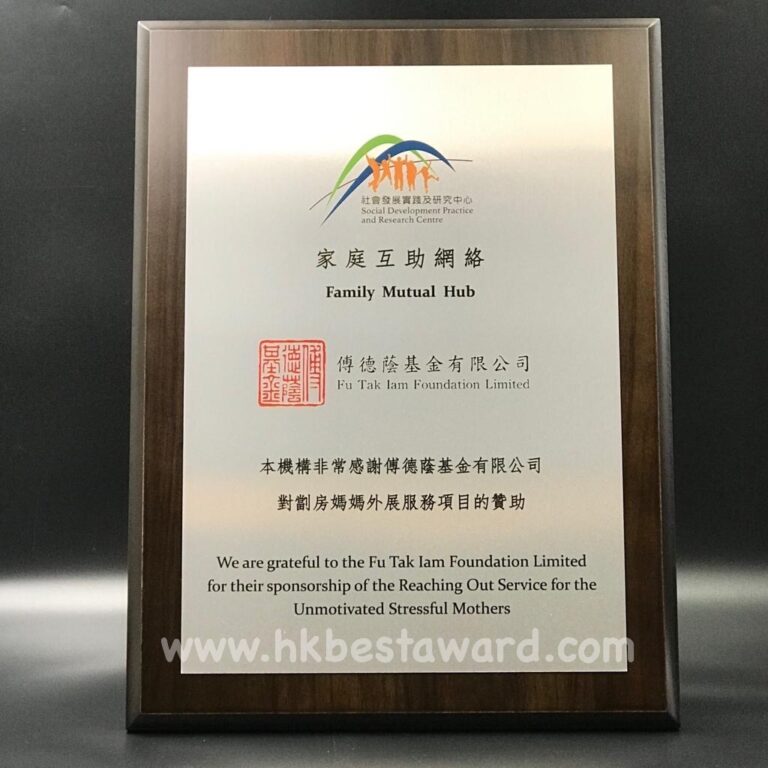 社會發展實踐及研究中心
Social Development Practice
and Research Centre
家庭互助網絡
Family Mutual Hub
傅德蔭基金
傅德蔭基金有限公司
Fu Tak Iam Foundation Limited
本機構非常感謝傅德蔭基金有限公司
對劏房媽媽外展服務項目的贊助
We are grateful to the Fu Tak Iam Foundation Limited
for their sponsorship of the Reaching Out Service for the
Unmotivated Stressful Mothers
www.hkbestaward.com